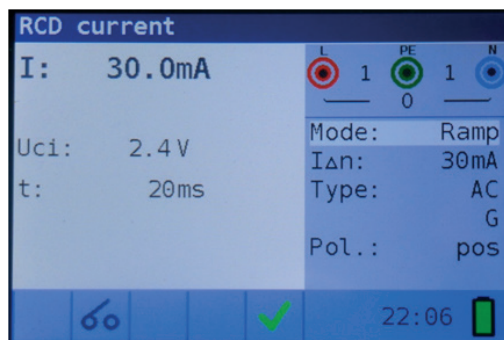 RCD current
I: 30.0mA
Uci: 2.4V
t: 20ms
L PE N
1 1
0
Mode: Ramp
I∆n: 30mA
Type: AC
G
Pol.: pos
22:06